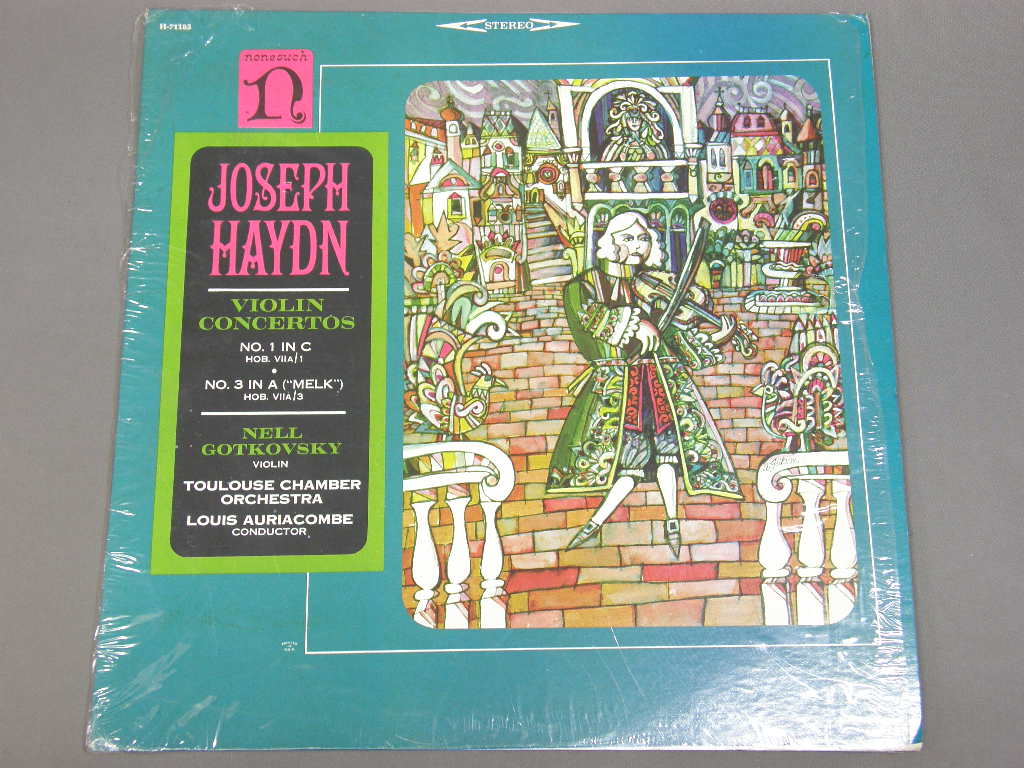 H-71185
STEREO
nonesuch
n
JOSEPH
HAYDN
VIOLIN
CONCERTOS
NO. 1 IN C
HOB. VIIA/1
•
NO. 3 IN A ("MELK")
HOB. VIIA/3
NELL
GOTKOVSKY
VIOLIN
TOULOUSE CHAMBER
ORCHESTRA
LOUIS AURIACOMBE
CONDUCTOR